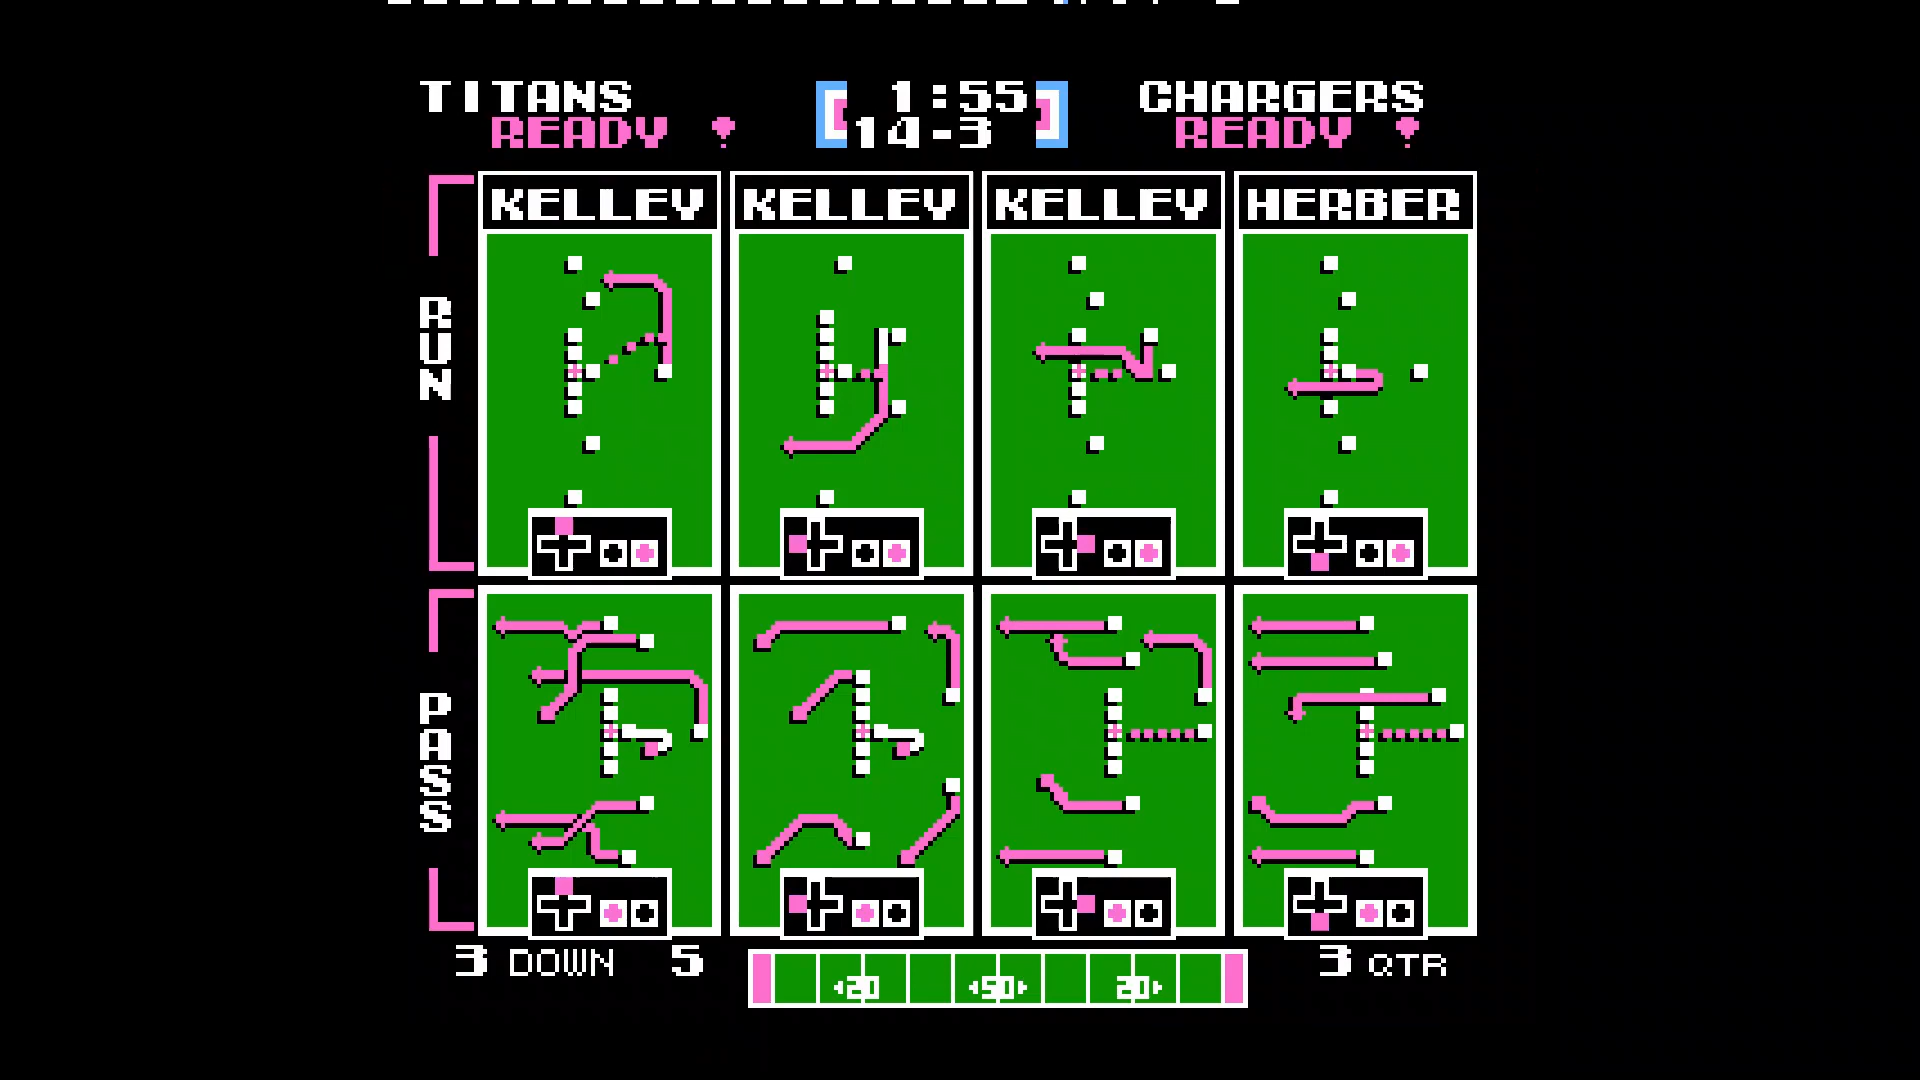 TITANS 1:55 CHARGERS
READY 14-3 READY
KELLEY KELLEY KELLEY HERBER
RUN
PASS
3 DOWN 5 3 QTR
20 50 20